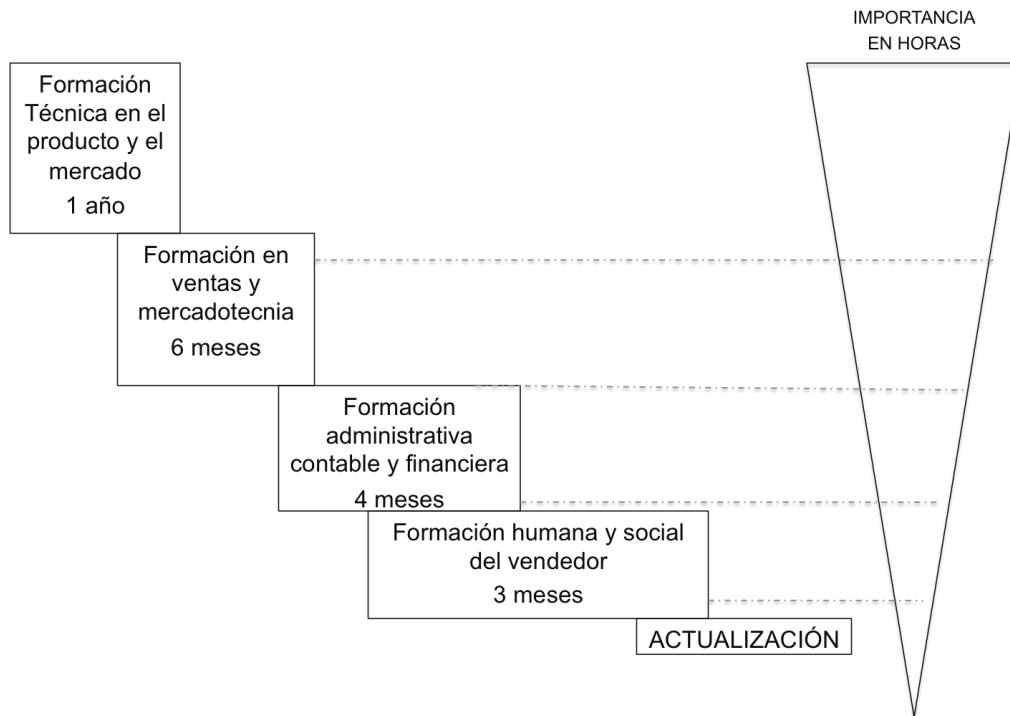 IMPORTANCIA
EN HORAS
Formación
Técnica en el
producto y el
mercado
1 año
Formación en
ventas y
mercadotecnia
6 meses
Formación
administrativa
contable y financiera
4 meses
Formación humana y social
del vendedor
3 meses
ACTUALIZACIÓN